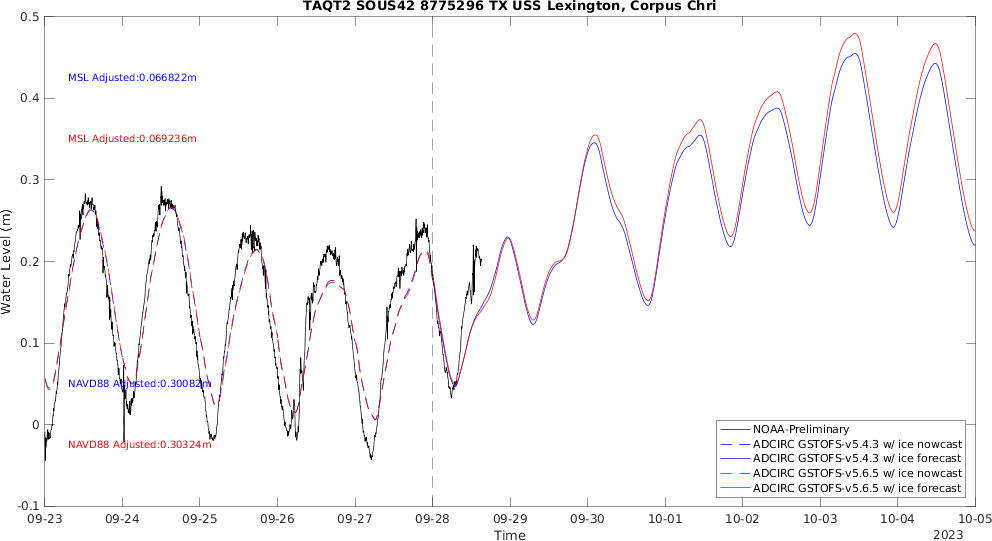 TAQT2 SOUS42 8775296 TX USS Lexington, Corpus Chri
0.5
MSL Adjusted:0.066822m
0.4
MSL Adjusted:0.069236m
0.3
Water Level (m)
0.2
0.1
NAVD88 Adjusted:0.30082m
0
NAVD88 Adjusted:0.30324m
NOAA-Preliminary
ADCIRC GSTOFS-v5.4.3 w/ ice nowcast
ADCIRC GSTOFS-v5.4.3 w/ ice forecast
ADCIRC GSTOFS-v5.6.5 w/ ice nowcast
ADCIRC GSTOFS-v5.6.5 w/ ice forecast
-0.1
09-23 09-24 09-25 09-26 09-27 09-28 09-29 09-30 10-01 10-02 10-03 10-04 10-05
Time
2023